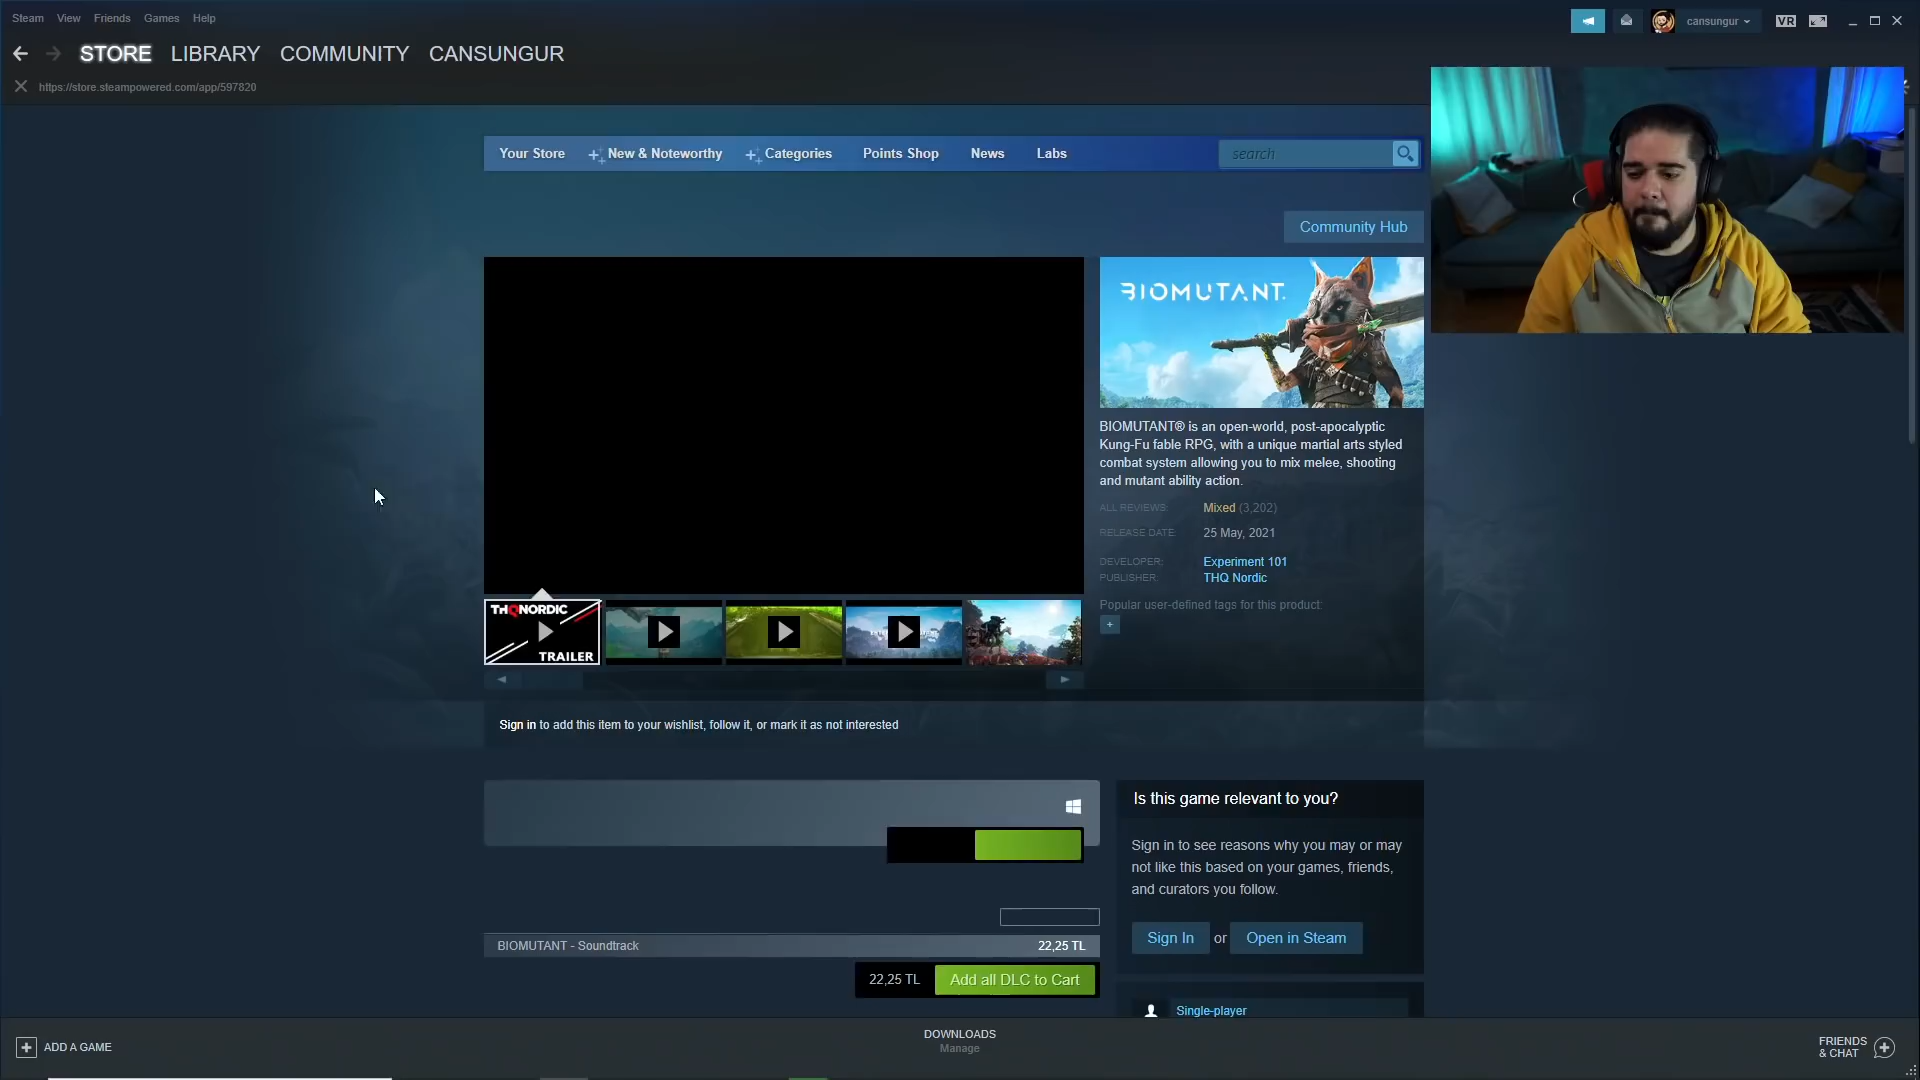 Steam View Friends Games Help
cansungur
VR
STORE LIBRARY COMMUNITY CANSUNGUR
https://store.steampowered.com/app/597820
Your Store New & Noteworthy Categories Points Shop News Labs search
Community Hub
BIOMUTANT
BIOMUTANT® is an open-world, post-apocalyptic
Kung-Fu fable RPG, with a unique martial arts styled
combat system allowing you to mix melee, shooting
and mutant ability action.
ALL REVIEWS: Mixed (3,202)
RELEASE DATE: 25 May, 2021
DEVELOPER: Experiment 101
PUBLISHER: THQ Nordic
Popular user-defined tags for this product:
+
THQNORDIC
TRAILER
Sign in to add this item to your wishlist, follow it, or mark it as not interested
BIOMUTANT - Soundtrack 22,25 TL
22,25 TL Add all DLC to Cart
Is this game relevant to you?
Sign in to see reasons why you may or may
not like this based on your games, friends,
and curators you follow.
Sign In or Open in Steam
Single-player
ADD A GAME
DOWNLOADS
Manage
FRIENDS
& CHAT